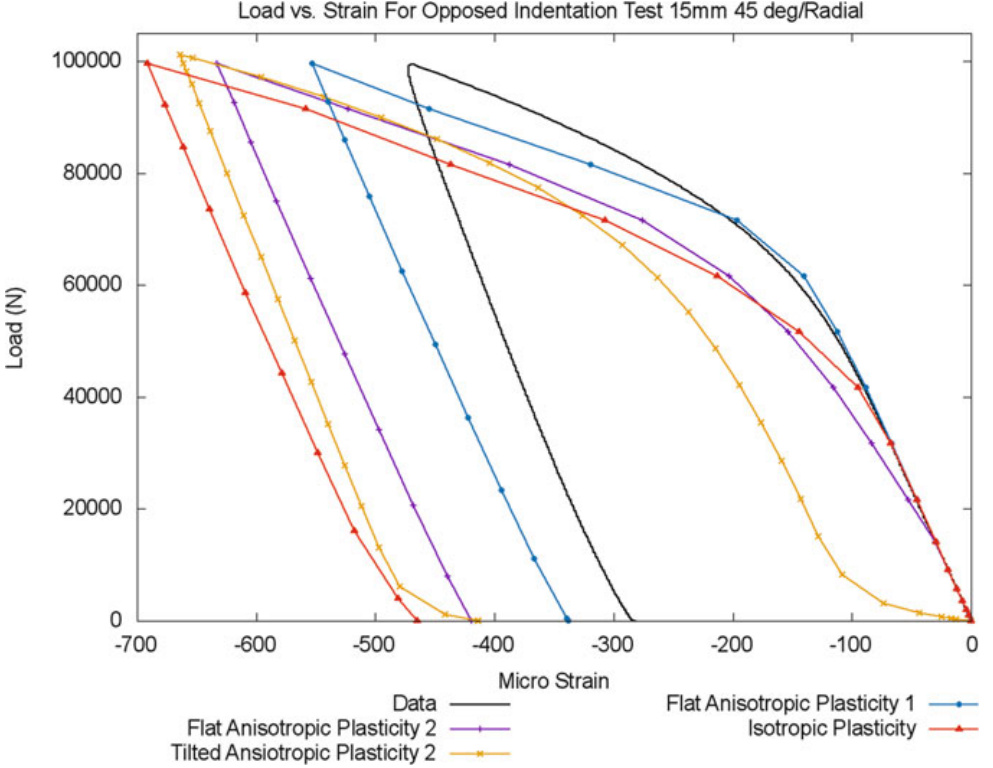 Load vs. Strain For Opposed Indentation Test 15mm 45 deg/Radial
100000
80000
60000
40000
20000
0
Load (N)
-700 -600 -500 -400 -300 -200 -100 0
Micro Strain
Data
Flat Anisotropic Plasticity 2
Tilted Ansiotropic Plasticity 2
Flat Anisotropic Plasticity 1
Isotropic Plasticity